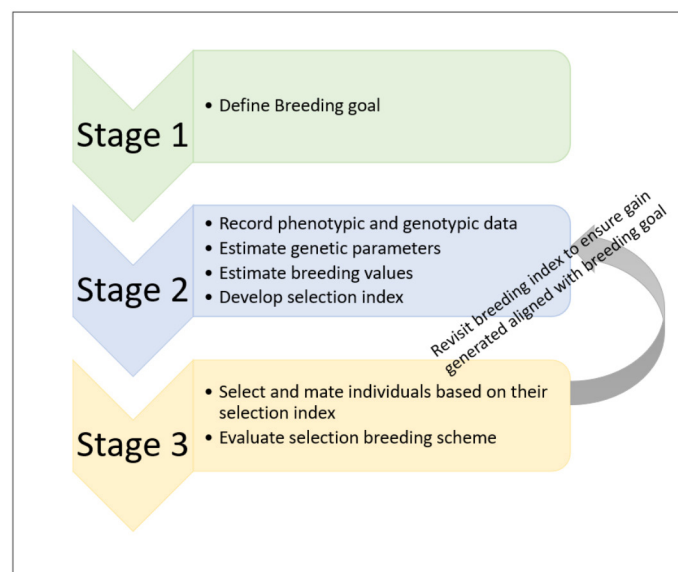 Stage 1
• Define Breeding goal
Stage 2
• Record phenotypic and genotypic data
• Estimate genetic parameters
• Estimate breeding values
• Develop selection index
Revisit breeding index to ensure gain
generated aligned with breeding goal
Stage 3
• Select and mate individuals based on their
selection index
• Evaluate selection breeding scheme